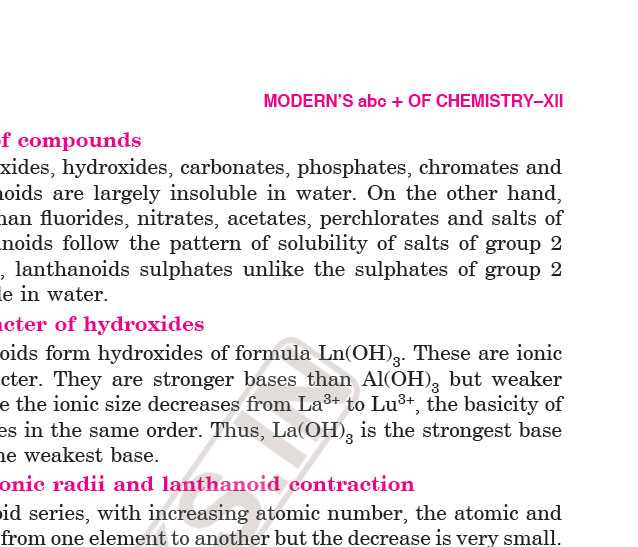 MODERN'S abc + OF CHEMISTRY–XII
of compounds
xides, hydroxides, carbonates, phosphates, chromates and
noids are largely insoluble in water. On the other hand,
han fluorides, nitrates, acetates, perchlorates and salts of
anoids follow the pattern of solubility of salts of group 2
, lanthanoids sulphates unlike the sulphates of group 2
le in water.
acter of hydroxides
oids form hydroxides of formula Ln(OH)₃. These are ionic
cter. They are stronger bases than Al(OH)₃ but weaker
e the ionic size decreases from La³⁺ to Lu³⁺, the basicity of
es in the same order. Thus, La(OH)₃ is the strongest base
he weakest base.
onic radii and lanthanoid contraction
oid series, with increasing atomic number, the atomic and
from one element to another but the decrease is very small.
S IN